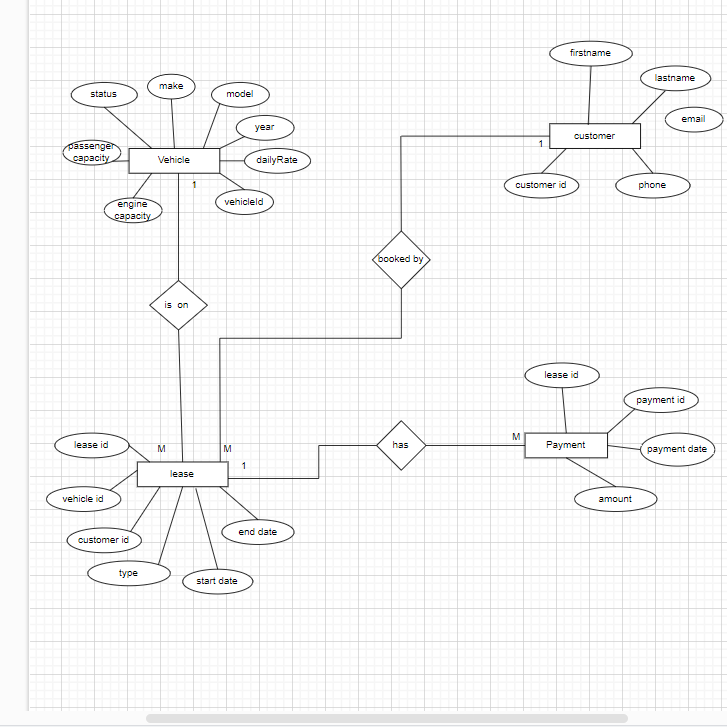 firstname
lastname
email
customer
1
customer id
phone
status
make
model
year
passenger
capacity
Vehicle
dailyRate
1
engine
capacity
vehicleId
booked by
is on
lease id
payment id
M
Payment
payment date
amount
has
M
M
1
lease id
lease
vehicle id
customer id
end date
type
start date